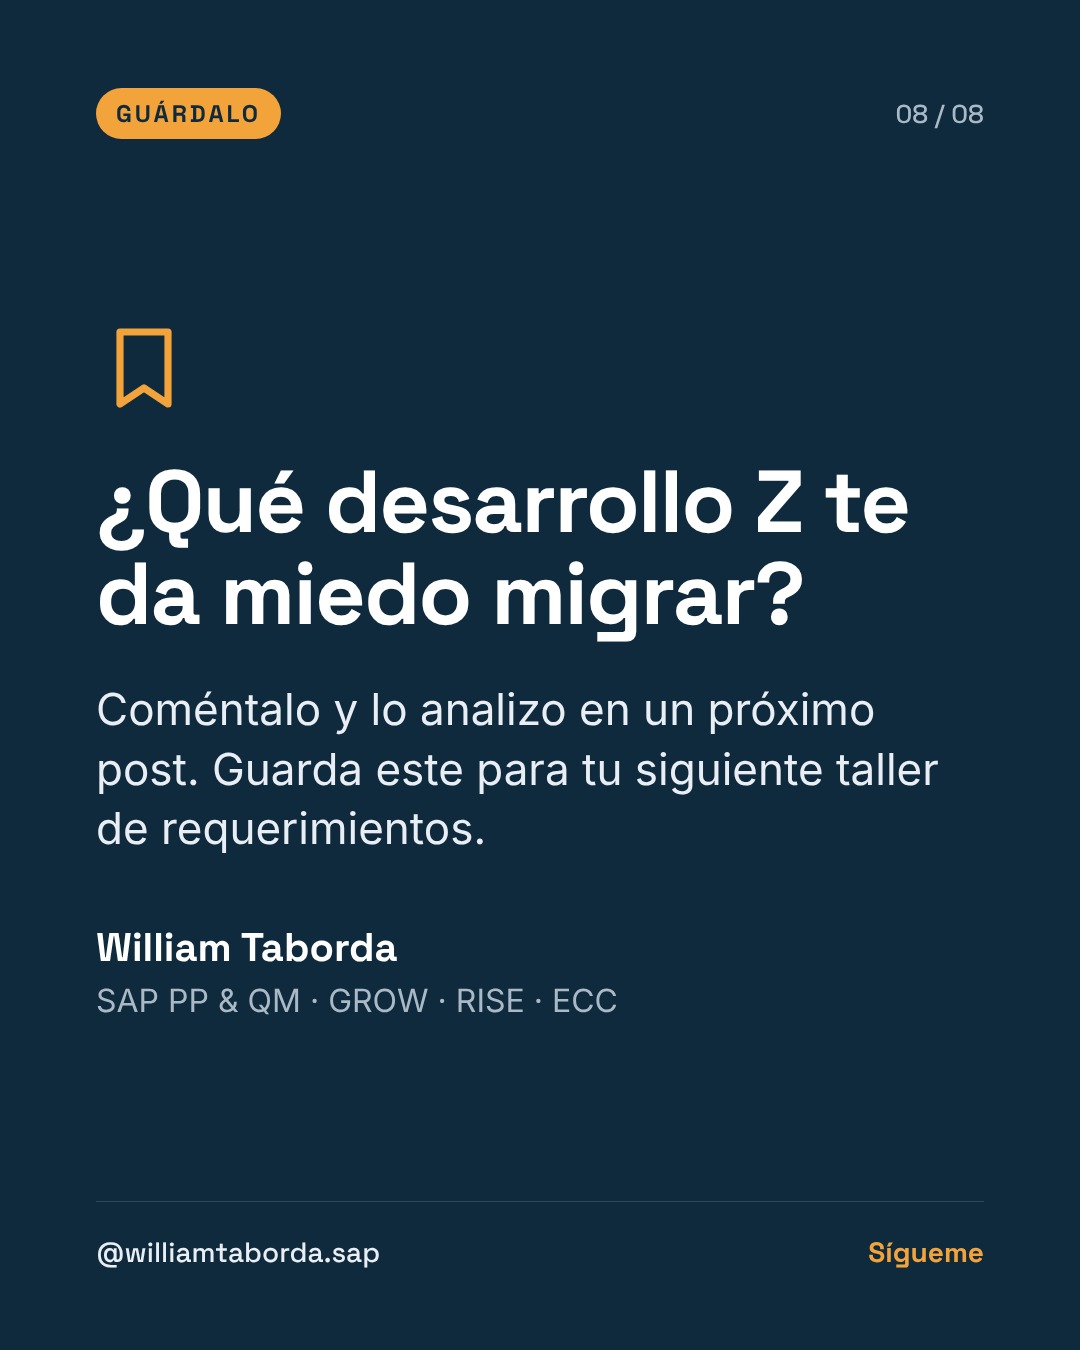 GUÁRDALO
08 / 08
¿Qué desarrollo Z te
da miedo migrar?
Coméntalo y lo analizo en un próximo
post. Guarda este para tu siguiente taller
de requerimientos.
William Taborda
SAP PP & QM · GROW · RISE · ECC
@williamtaborda.sap
Sígueme